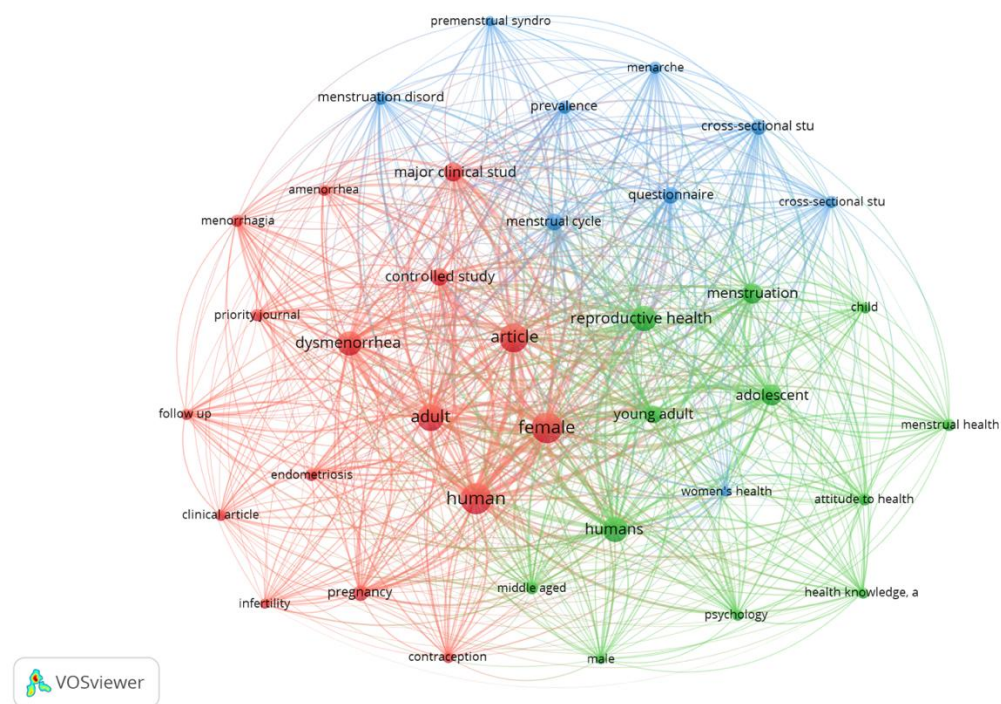 premenstrual syndro
menarche
menstruation disord
prevalence
cross-sectional stu
major clinical stud
amenorrhea
questionnaire
cross-sectional stu
menorrhagia
menstrual cycle
controlled study
menstruation
child
priority journal
reproductive health
dysmenorrhea
article
adolescent
follow up
adult
young adult
female
menstrual health
endometriosis
women's health
human
attitude to health
clinical article
humans
middle aged
pregnancy
health knowledge, a
infertility
psychology
contraception
male
VOSviewer